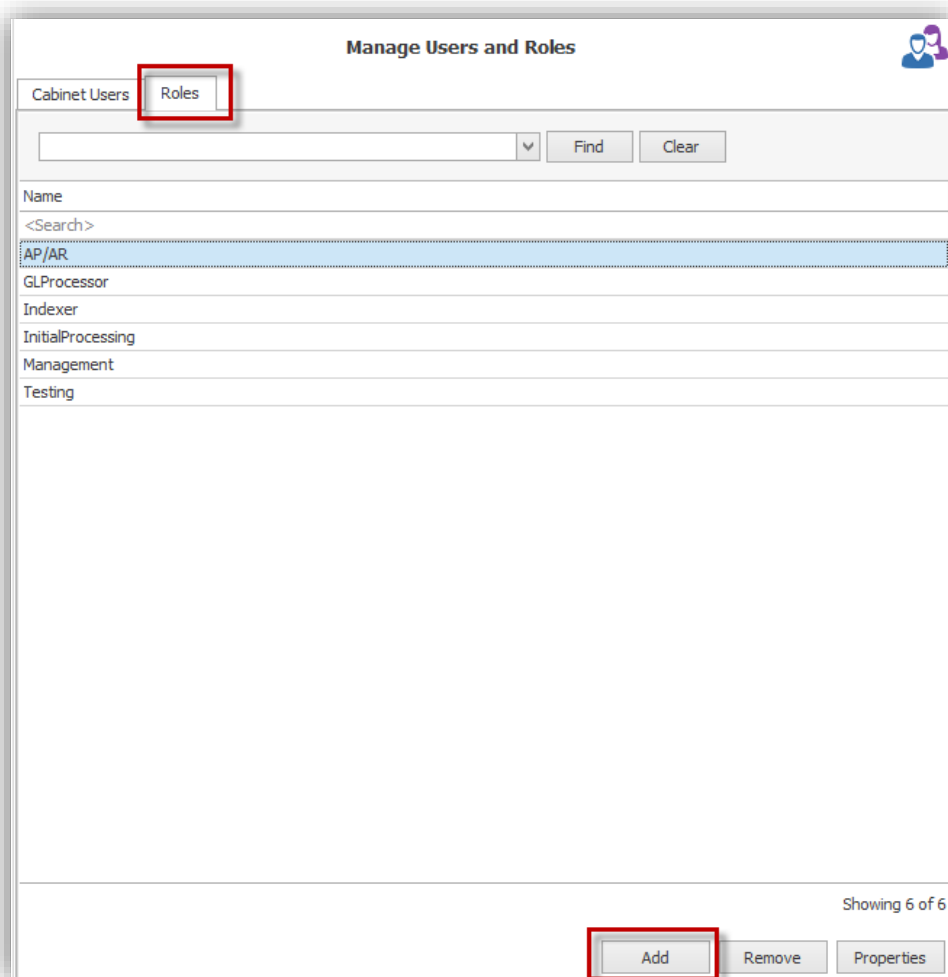 Manage Users and Roles
Cabinet Users Roles
Find Clear
Name
<Search>
AP/AR
GLProcessor
Indexer
InitialProcessing
Management
Testing
Showing 6 of 6
Add Remove Properties